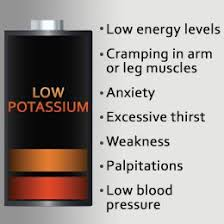 LOW
POTASSIUM
• Low energy levels
• Cramping in arm
or leg muscles
• Anxiety
• Excessive thirst
• Weakness
• Palpitations
• Low blood
pressure